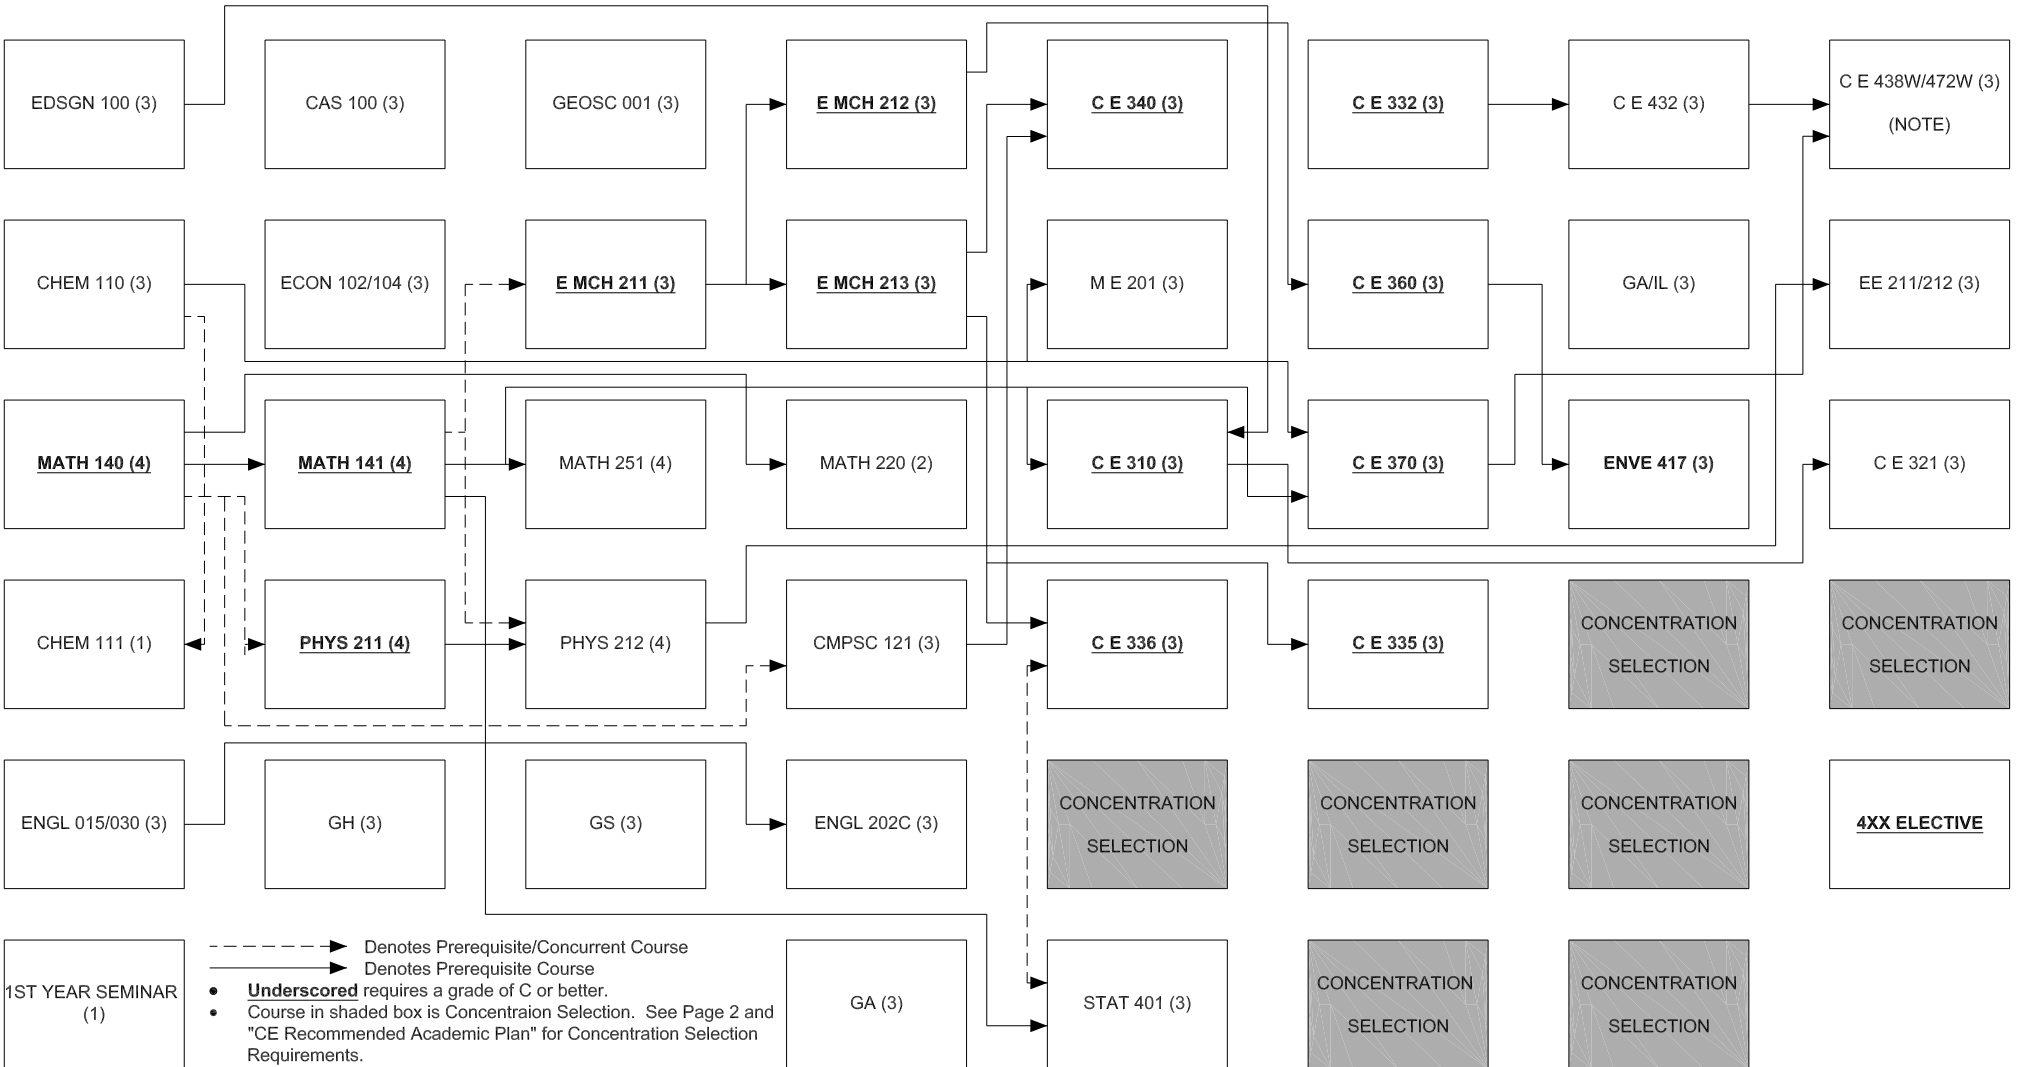 EDSGN 100 (3)
CAS 100 (3)
GEOSC 001 (3)
E MCH 212 (3)
C E 340 (3)
C E 332 (3)
C E 432 (3)
C E 438W/472W (3)
(NOTE)
CHEM 110 (3)
ECON 102/104 (3)
E MCH 211 (3)
E MCH 213 (3)
M E 201 (3)
C E 360 (3)
GA/IL (3)
EE 211/212 (3)
MATH 140 (4)
MATH 141 (4)
MATH 251 (4)
MATH 220 (2)
C E 310 (3)
C E 370 (3)
ENVE 417 (3)
C E 321 (3)
CHEM 111 (1)
PHYS 211 (4)
PHYS 212 (4)
CMPSC 121 (3)
C E 336 (3)
C E 335 (3)
CONCENTRATION
SELECTION
CONCENTRATION
SELECTION
ENGL 015/030 (3)
GH (3)
GS (3)
ENGL 202C (3)
CONCENTRATION
SELECTION
CONCENTRATION
SELECTION
CONCENTRATION
SELECTION
4XX ELECTIVE
1ST YEAR SEMINAR
(1)
Denotes Prerequisite/Concurrent Course
Denotes Prerequisite Course
• Underscored requires a grade of C or better.
• Course in shaded box is Concentraion Selection. See Page 2 and
"CE Recommended Academic Plan" for Concentration Selection
Requirements.
GA (3)
STAT 401 (3)
CONCENTRATION
SELECTION
CONCENTRATION
SELECTION